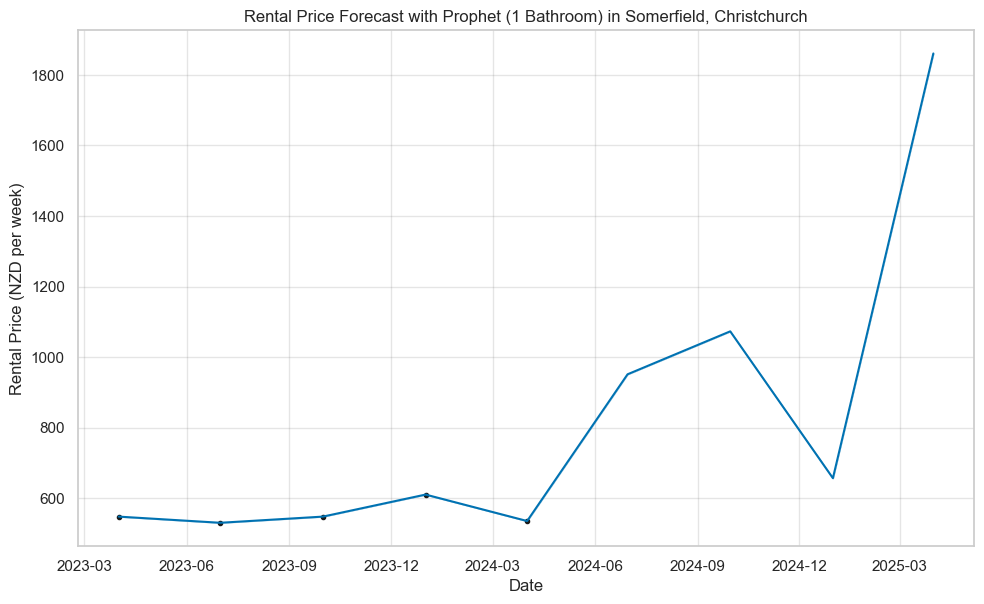 Rental Price Forecast with Prophet (1 Bathroom) in Somerfield, Christchurch
Rental Price (NZD per week)
1800
1600
1400
1200
1000
800
600
2023-03 2023-06 2023-09 2023-12 2024-03 2024-06 2024-09 2024-12 2025-03
Date